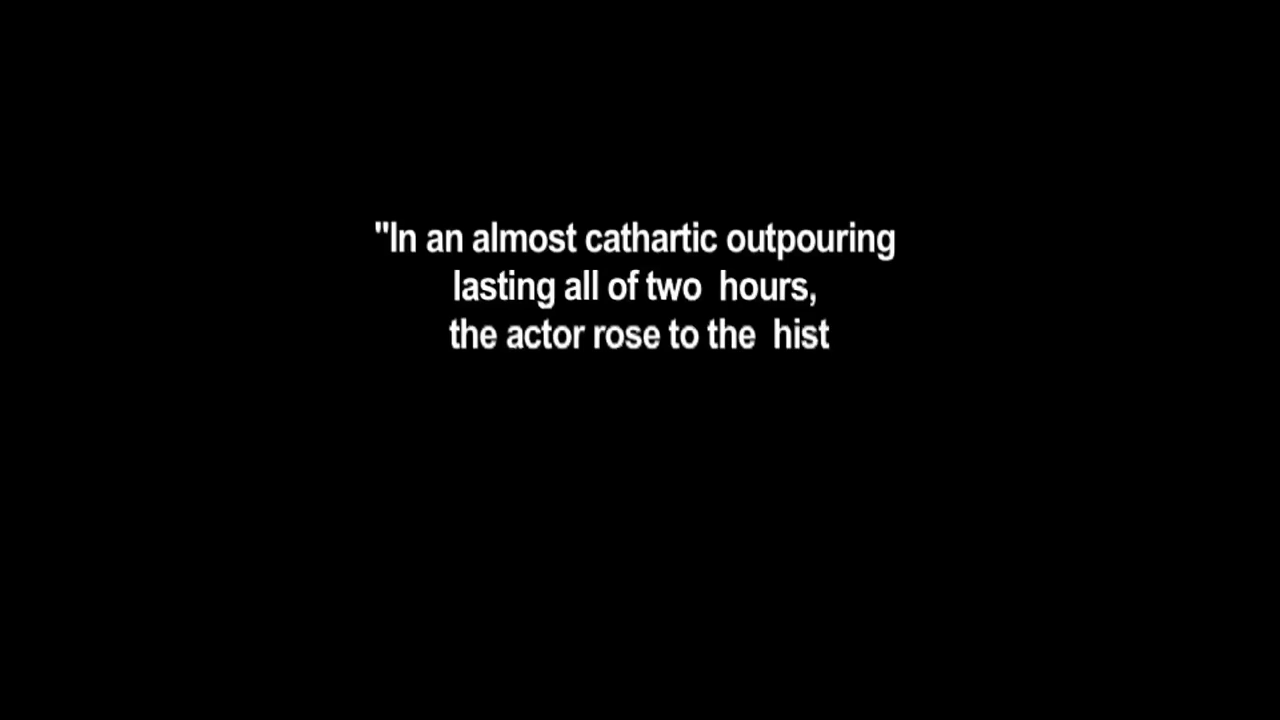 "In an almost cathartic outpouring
lasting all of two  hours,
the actor rose to the  hist